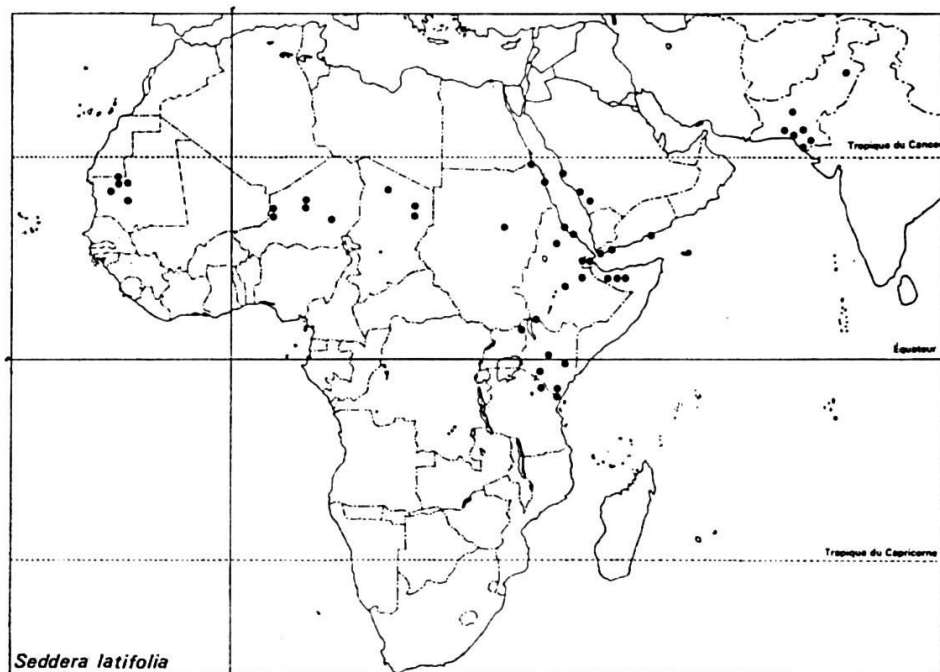 Tropique du Cancer
Équateur
Tropique du Capricorne
Seddera latifolia